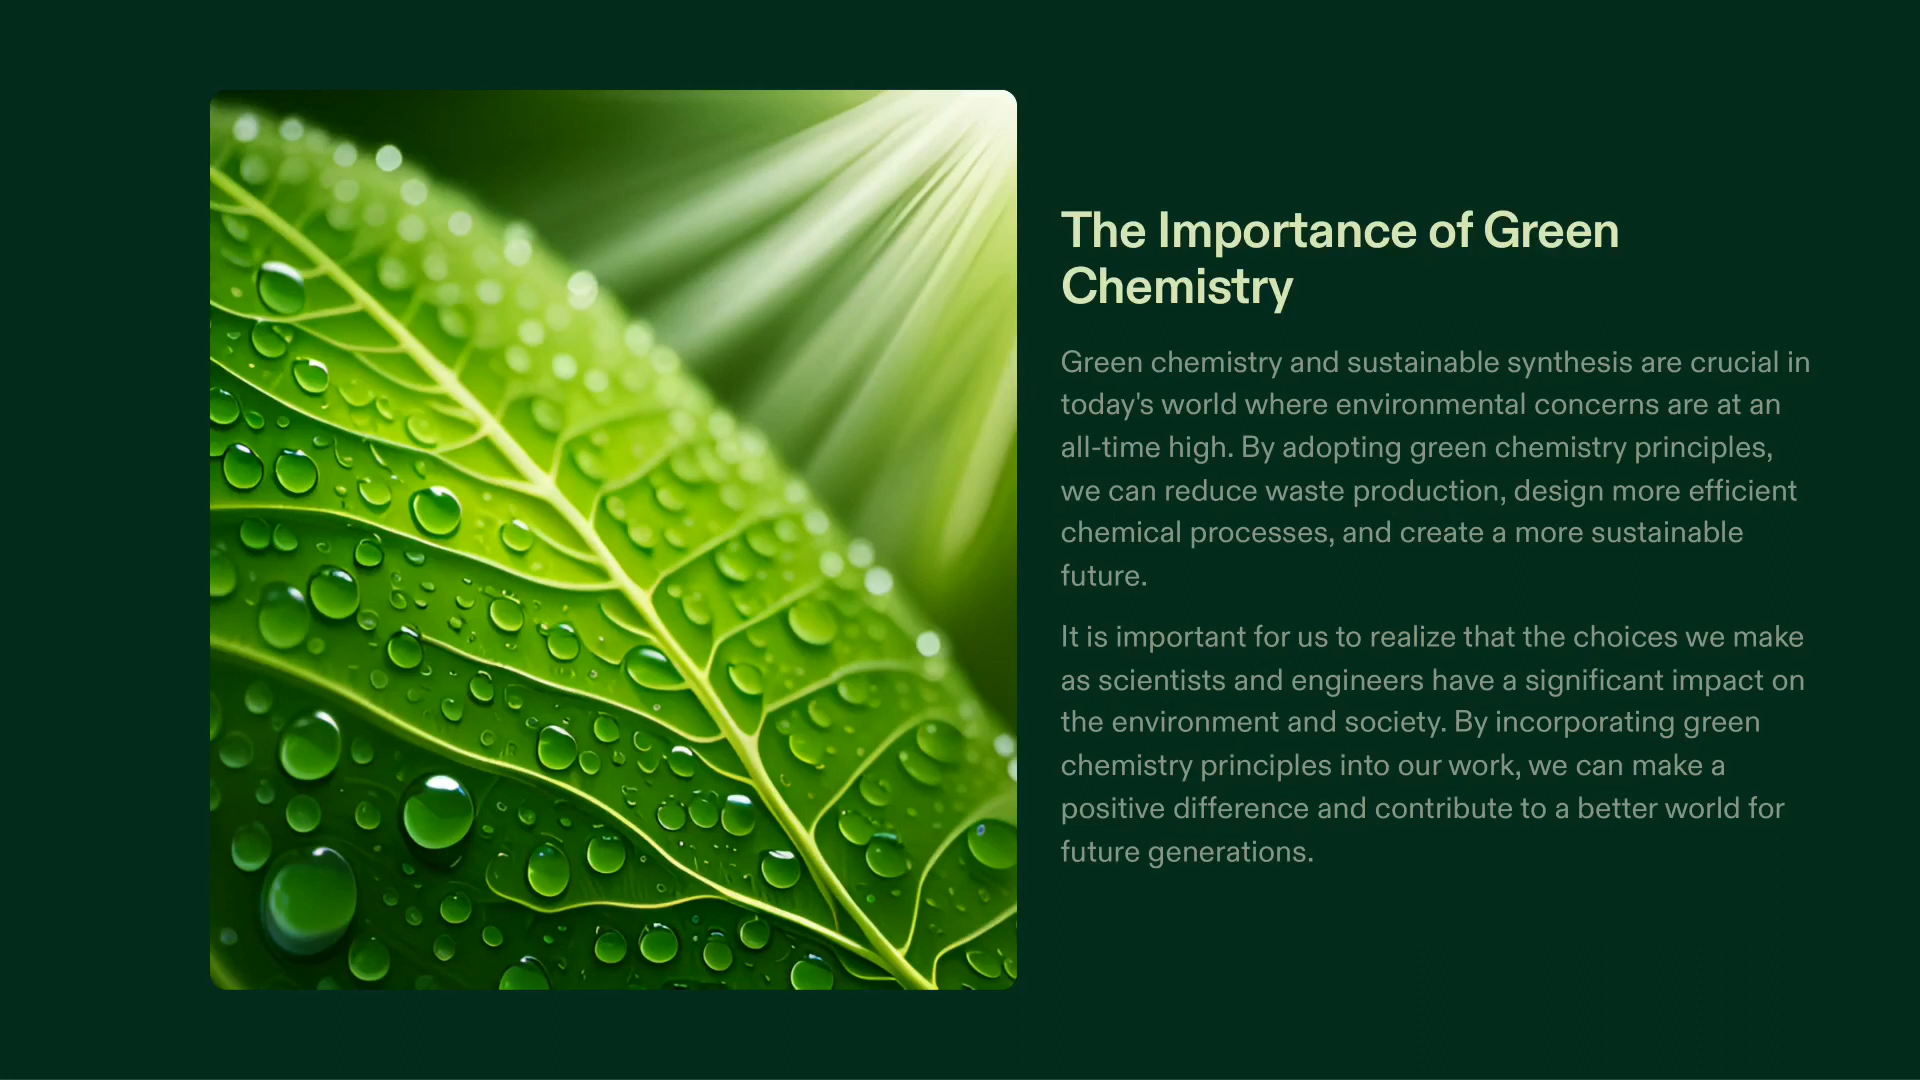 The Importance of Green
Chemistry
Green chemistry and sustainable synthesis are crucial in
today's world where environmental concerns are at an
all-time high. By adopting green chemistry principles,
we can reduce waste production, design more efficient
chemical processes, and create a more sustainable
future.
It is important for us to realize that the choices we make
as scientists and engineers have a significant impact on
the environment and society. By incorporating green
chemistry principles into our work, we can make a
positive difference and contribute to a better world for
future generations.